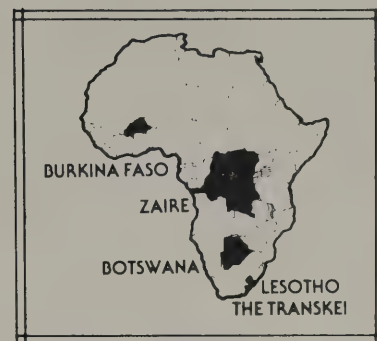 BURKINA FASO
ZAIRE
BOTSWANA
LESOTHO
THE TRANSKEI